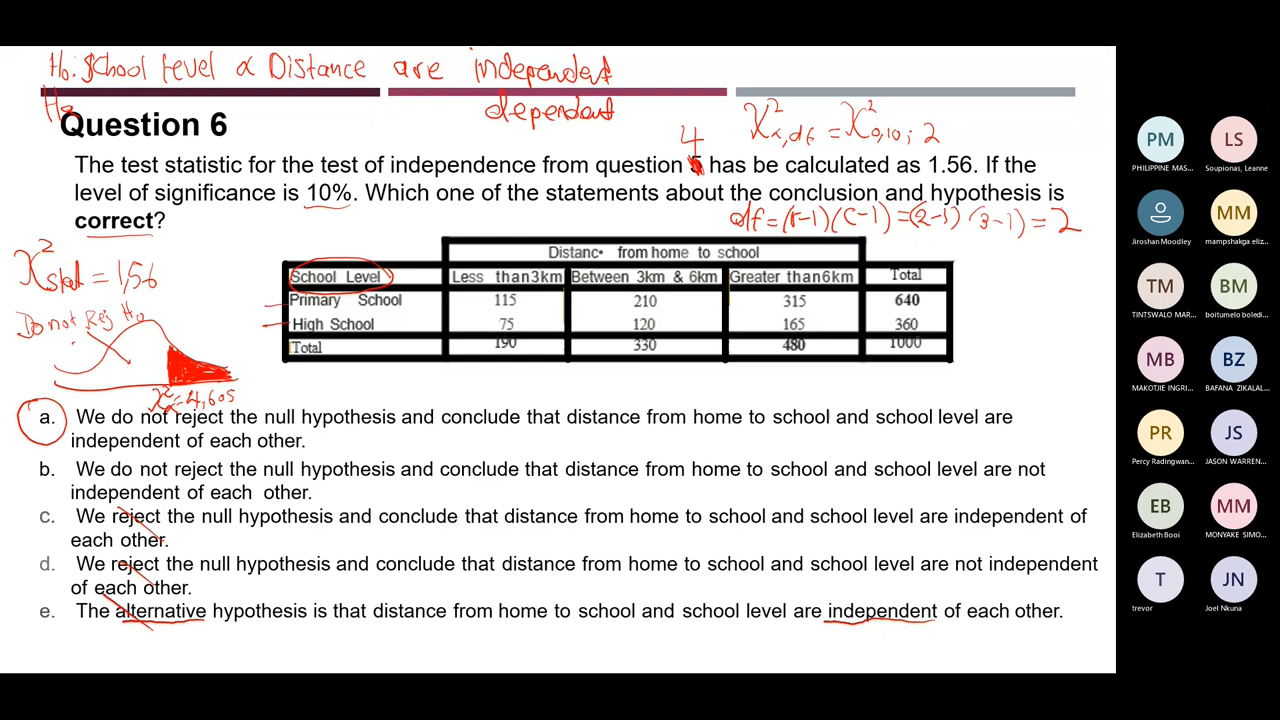 H₀: School level & Distance are independent
Ha dependent
Question 6
χ²α,df = χ²0,10; 2
4
The test statistic for the test of independence from question 5 has be calculated as 1.56. If the
level of significance is 10%. Which one of the statements about the conclusion and hypothesis is
correct?
df = (r-1)(c-1) = (2-1)(3-1) = 2
χ²stat = 1,56
Do not Rej H₀
χ²α = 4,605
Distanc from home to school
School Level Less than3km Between 3km & 6km Greater than6km Total
Primary School 115 210 315 640
High School 75 120 165 360
Total 190 330 480 1000
a. We do not reject the null hypothesis and conclude that distance from home to school and school level are
independent of each other.
b. We do not reject the null hypothesis and conclude that distance from home to school and school level are not
independent of each other.
c. We reject the null hypothesis and conclude that distance from home to school and school level are independent of
each other.
d. We reject the null hypothesis and conclude that distance from home to school and school level are not independent
of each other.
e. The alternative hypothesis is that distance from home to school and school level are independent of each other.
PM LS
PHILIPPINE MAS... Soupionas, Leanne
MM
Jiroshan Moodley mampshakga eliz...
TM BM
TINTSWALO MAR... boitumelo boledi...
MB BZ
MAKOTJIE INGRI... BAFANA ZIKALAL...
PR JS
Percy Radingwan... JASON WARREN...
EB MM
Elizabeth Booi MONYAKE SIMO...
T JN
trevor Joel Nkuna